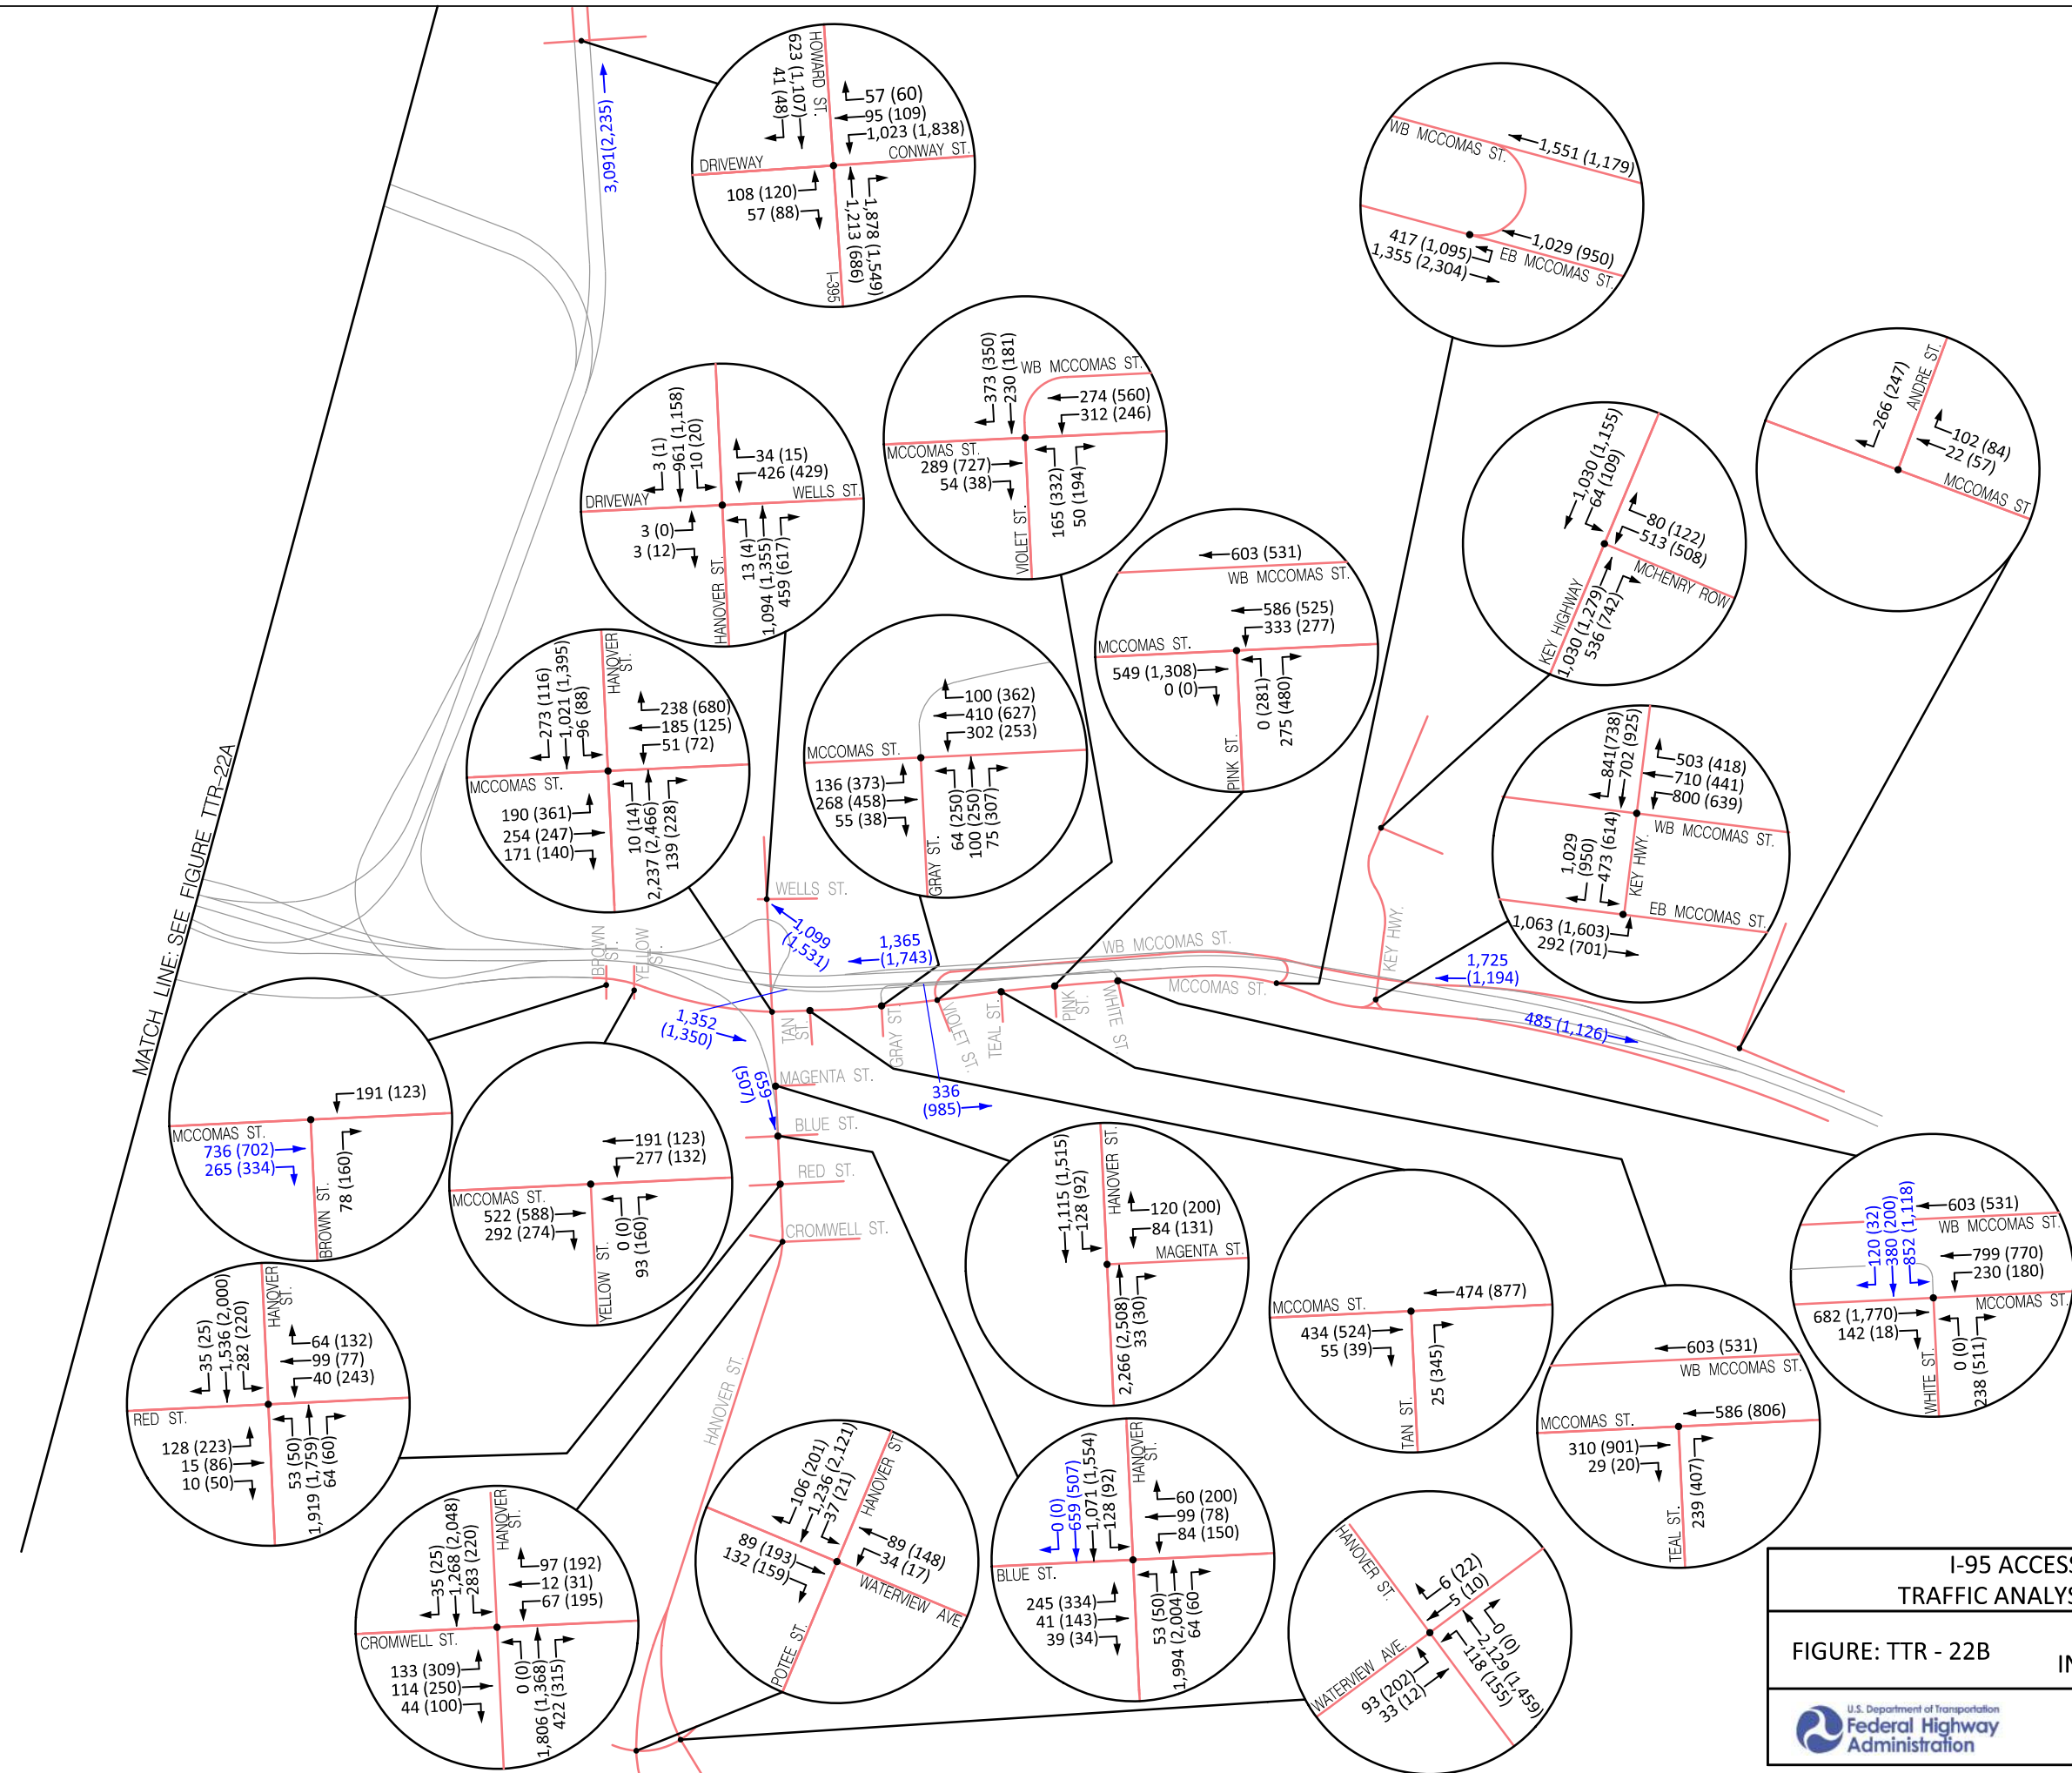 3,091(2,235)
HOWARD ST.
623 (1,107)
41 (48)
57 (60)
95 (109)
1,023 (1,838)
DRIVEWAY
CONWAY ST.
108 (120)
57 (88)
1,213 (686)
1,878 (1,549)
I-395
WB MCCOMAS ST.
1,551 (1,179)
417 (1,095)
1,355 (2,304)
1,029 (950)
EB MCCOMAS ST.
373 (350)
230 (181)
WB MCCOMAS ST.
274 (560)
312 (246)
MCCOMAS ST.
289 (727)
54 (38)
VIOLET ST.
165 (332)
50 (194)
3 (1)
961 (1,158)
10 (20)
34 (15)
426 (429)
DRIVEWAY
WELLS ST.
3 (0)
3 (12)
HANOVER ST.
13 (4)
1,094 (1,355)
459 (617)
266 (247)
ANDRE ST.
102 (84)
22 (57)
MCCOMAS ST
1,030 (1,155)
64 (109)
80 (122)
513 (508)
MCHENRY ROW
KEY HIGHWAY
1,030 (1,279)
536 (742)
603 (531)
WB MCCOMAS ST.
586 (525)
333 (277)
MCCOMAS ST.
549 (1,308)
0 (0)
PINK ST.
0 (281)
275 (480)
273 (116)
1,021 (1,395)
96 (88)
HANOVER
ST.
238 (680)
185 (125)
51 (72)
MCCOMAS ST.
190 (361)
254 (247)
171 (140)
10 (14)
2,237 (2,466)
139 (228)
100 (362)
410 (627)
302 (253)
MCCOMAS ST.
136 (373)
268 (458)
55 (38)
GRAY ST.
64 (250)
100 (250)
75 (307)
841(738)
702 (925)
503 (418)
710 (441)
800 (639)
WB MCCOMAS ST.
1,029
(950)
473 (614)
KEY HWY.
EB MCCOMAS ST.
1,063 (1,603)
292 (701)
MATCH LINE: SEE FIGURE TTR-22A
WELLS ST.
BROWN
ST.
YELLOW
ST.
1,099
(1,531)
1,365
(1,743)
WB MCCOMAS ST.
KEY HWY.
1,725
(1,194)
MCCOMAS ST.
485 (1,126)
1,352
(1,350)
TAN
ST.
GRAY ST.
VIOLET ST.
TEAL ST.
PINK
ST.
WHITE ST
659
(507)
MAGENTA ST.
336
(985)
BLUE ST.
RED ST.
CROMWELL ST.
HANOVER ST.
191 (123)
MCCOMAS ST.
736 (702)
265 (334)
BROWN ST.
78 (160)
191 (123)
277 (132)
MCCOMAS ST.
522 (588)
292 (274)
YELLOW ST.
0 (0)
93 (160)
1,115 (1,515)
128 (92)
HANOVER ST.
120 (200)
84 (131)
MAGENTA ST.
2,266 (2,508)
33 (30)
474 (877)
MCCOMAS ST.
434 (524)
55 (39)
TAN ST.
25 (345)
120 (32)
380 (200)
852 (1,118)
603 (531)
WB MCCOMAS ST.
799 (770)
230 (180)
MCCOMAS ST.
682 (1,770)
142 (18)
WHITE ST.
0 (0)
238 (511)
603 (531)
WB MCCOMAS ST.
586 (806)
MCCOMAS ST.
310 (901)
29 (20)
TEAL ST.
239 (407)
35 (25)
1,536 (2,000)
282 (220)
HANOVER
ST.
64 (132)
99 (77)
40 (243)
RED ST.
128 (223)
15 (86)
10 (50)
53 (50)
1,919 (1,759)
64 (60)
35 (25)
1,268 (2,048)
283 (220)
HANOVER
ST.
97 (192)
12 (31)
67 (195)
CROMWELL ST.
133 (309)
114 (250)
44 (100)
0 (0)
1,806 (1,368)
422 (315)
106 (201)
1,236 (2,121)
37 (21)
HANOVER ST.
89 (193)
132 (159)
89 (148)
34 (17)
WATERVIEW AVE.
POTEE ST.
0 (0)
659 (507)
1,071 (1,554)
128 (92)
HANOVER
ST.
60 (200)
99 (78)
84 (150)
BLUE ST.
245 (334)
41 (143)
39 (34)
53 (50)
1,994 (2,004)
64 (60
HANOVER ST.
6 (22)
5 (10)
0 (0)
2,129 (1,459)
118 (155)
WATERVIEW AVE.
93 (202)
33 (12)
I-95 ACCESS
TRAFFIC ANALYS
FIGURE: TTR - 22B
IN
U.S. Department of Transportation
Federal Highway
Administration